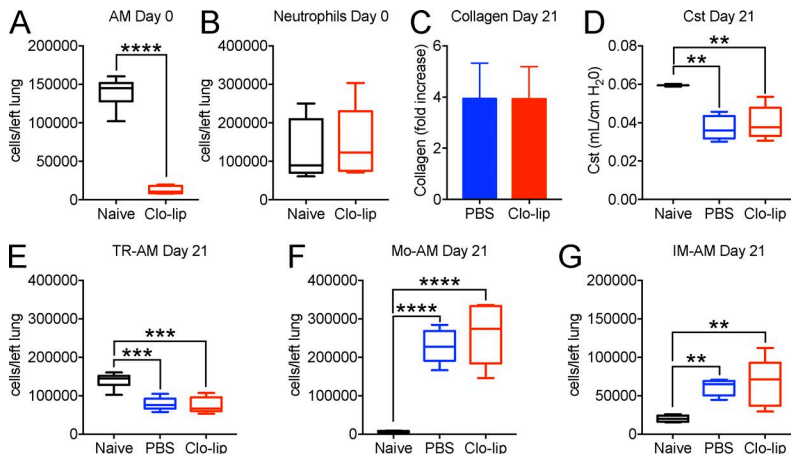 A
AM Day 0
cells/left lung
200000
150000
100000
50000
0
****
Naive
Clo-lip
B
Neutrophils Day 0
cells/left lung
400000
300000
200000
100000
0
Naive
Clo-lip
C
Collagen Day 21
Collagen (fold increase)
6
4
2
0
PBS
Clo-lip
D
Cst Day 21
Cst (mL/cm H20)
0.08
0.06
0.04
0.02
0.00
**
**
Naive
PBS
Clo-lip
E
TR-AM Day 21
cells/left lung
400000
300000
200000
100000
0
***
***
Naive
PBS
Clo-lip
F
Mo-AM Day 21
cells/left lung
400000
300000
200000
100000
0
****
****
Naive
PBS
Clo-lip
G
IM-AM Day 21
cells/left lung
200000
150000
100000
50000
0
**
**
Naive
PBS
Clo-lip